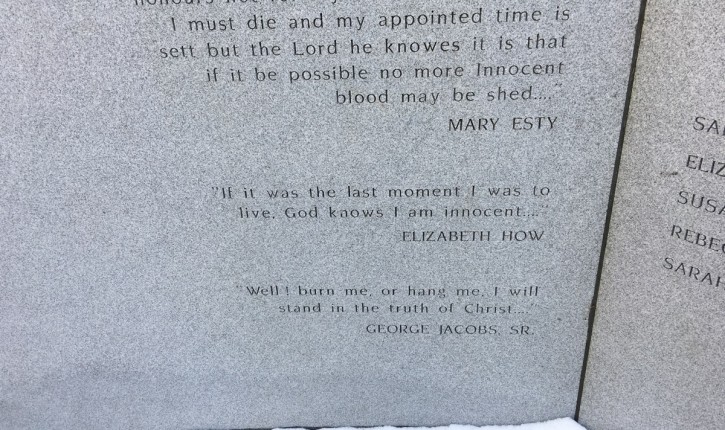 I must die and my appointed time is
sett but the Lord he knowes it is that
if it be possible no more Innocent
blood may be shed...."
MARY ESTY
"If it was the last moment I was to
live, God knows I am innocent...."
ELIZABETH HOW
"Well! burn me, or hang me, I will
stand in the truth of Christ...."
GEORGE JACOBS, SR.
SA
ELIZ
SUSA
REBE
SARAH